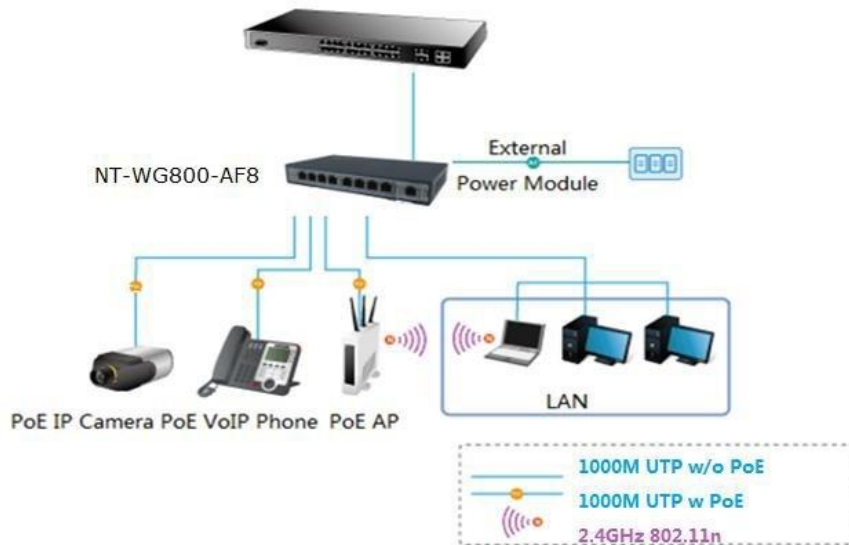 External
NT-WG800-AF8
Power Module
PoE IP Camera PoE VoIP Phone PoE AP
LAN
1000M UTP w/o PoE
1000M UTP w PoE
2.4GHz 802.11n